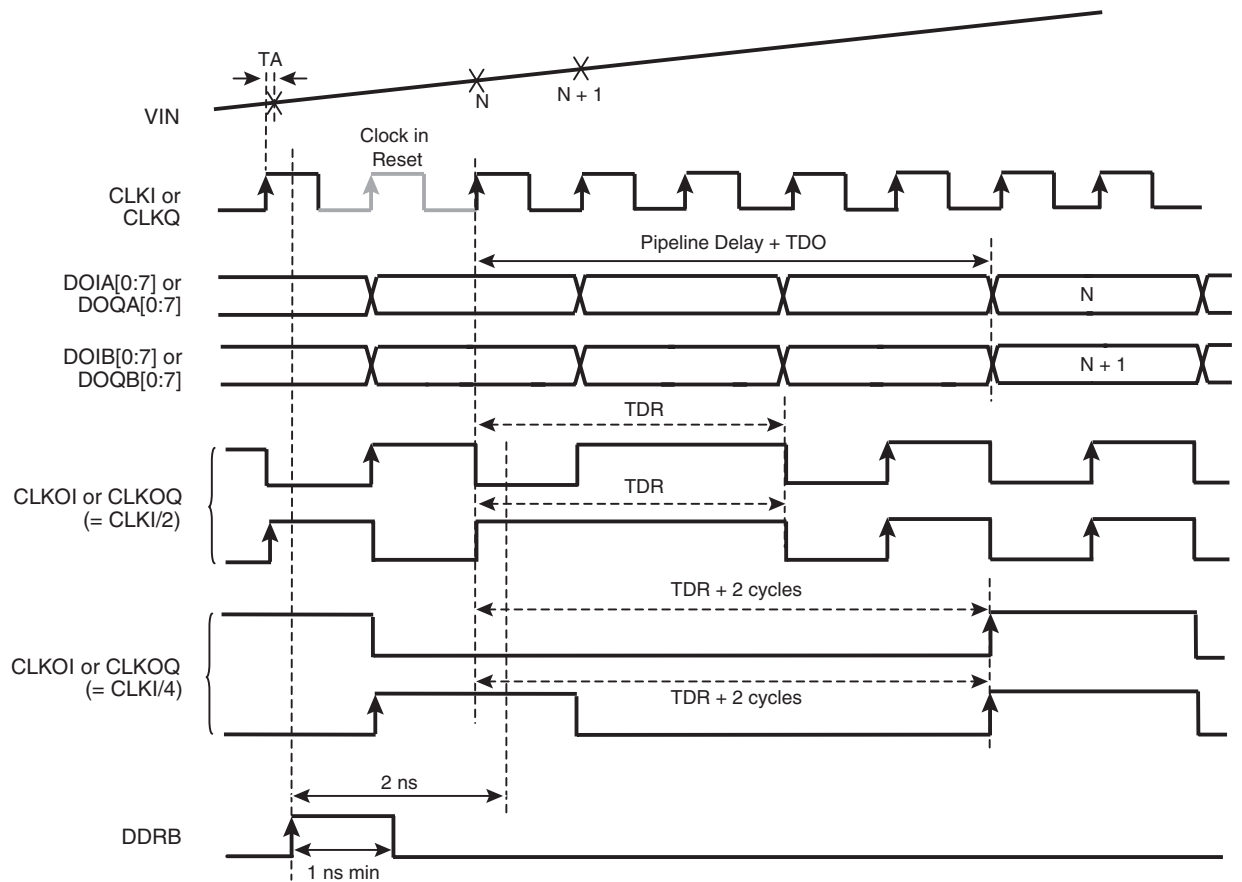 TA
VIN
N
N + 1
Clock in
Reset
CLKI or
CLKQ
Pipeline Delay + TDO
DOIA[0:7] or
DOQA[0:7]
N
DOIB[0:7] or
DOQB[0:7]
N + 1
TDR
CLKOI or CLKOQ
(= CLKI/2)
TDR
TDR + 2 cycles
CLKOI or CLKOQ
(= CLKI/4)
TDR + 2 cycles
2 ns
DDRB
1 ns min